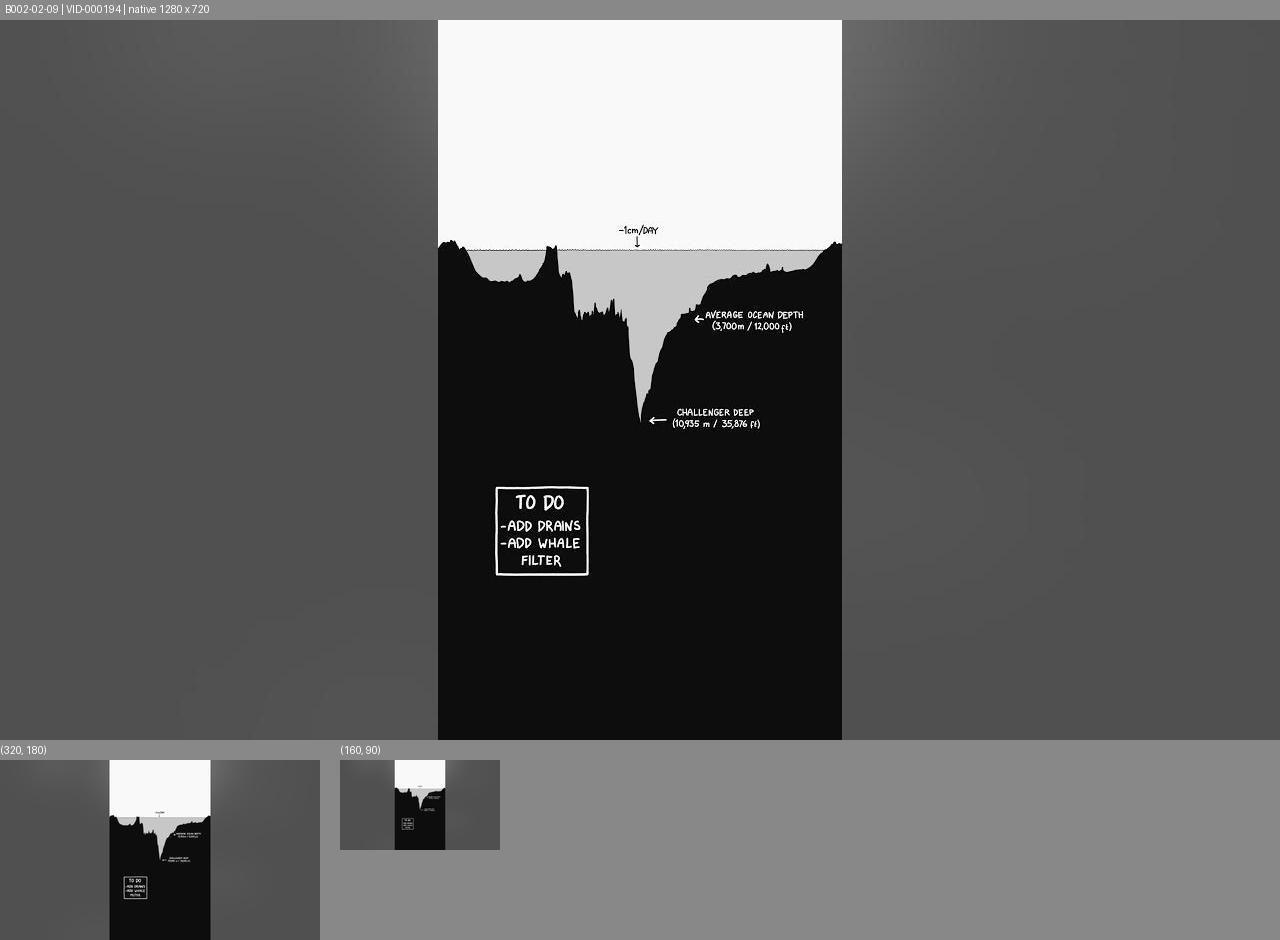 B002-02-09 | VID-000194 | native 1280 x 720
-1cm/DAY
AVERAGE OCEAN DEPTH
(3,700m / 12,000 ft)
CHALLENGER DEEP
(10,935 m / 35,876 ft)
TO DO
-ADD DRAINS
-ADD WHALE
FILTER
(320, 180)
(160, 90)